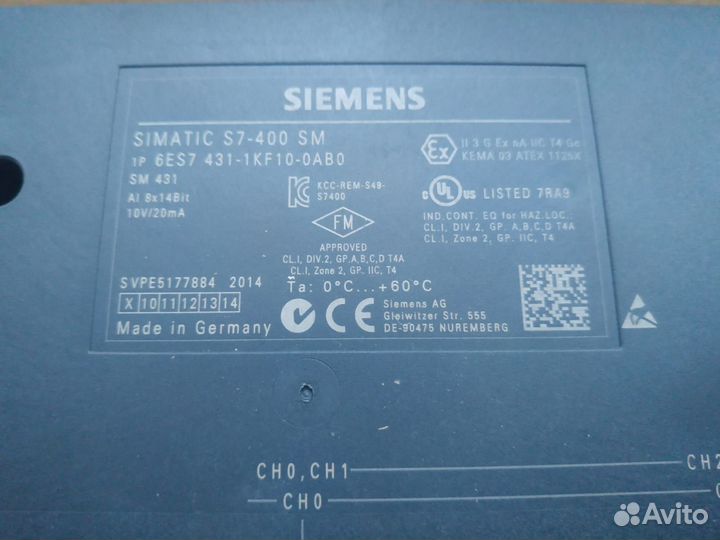 SIEMENS
SIMATIC S7-400 SM
1P 6ES7 431-1KF10-0AB0
SM 431
AI 8x14Bit
10V/20mA
KCC-REM-S49-
S7400
FM
APPROVED
CL.I, DIV.2, GP.A,B,C,D T4A
CL.I, Zone 2, GP. IIC, T4
Ex
II 3 G Ex nA IIC T4 Gc
KEMA 03 ATEX 1125X
c UL us LISTED 7RA9
IND.CONT. EQ for HAZ.LOC.:
CL.I, DIV.2, GP. A,B,C,D T4A
CL.I, Zone 2, GP. IIC, T4
SVPE5177884 2014
X 10 11 12 13 14
Made in Germany
Ta: 0°C...+60°C
CE
Siemens AG
Gleiwitzer Str. 555
DE-90475 NUREMBERG
CH0,CH1
CH2
CH0
Avito